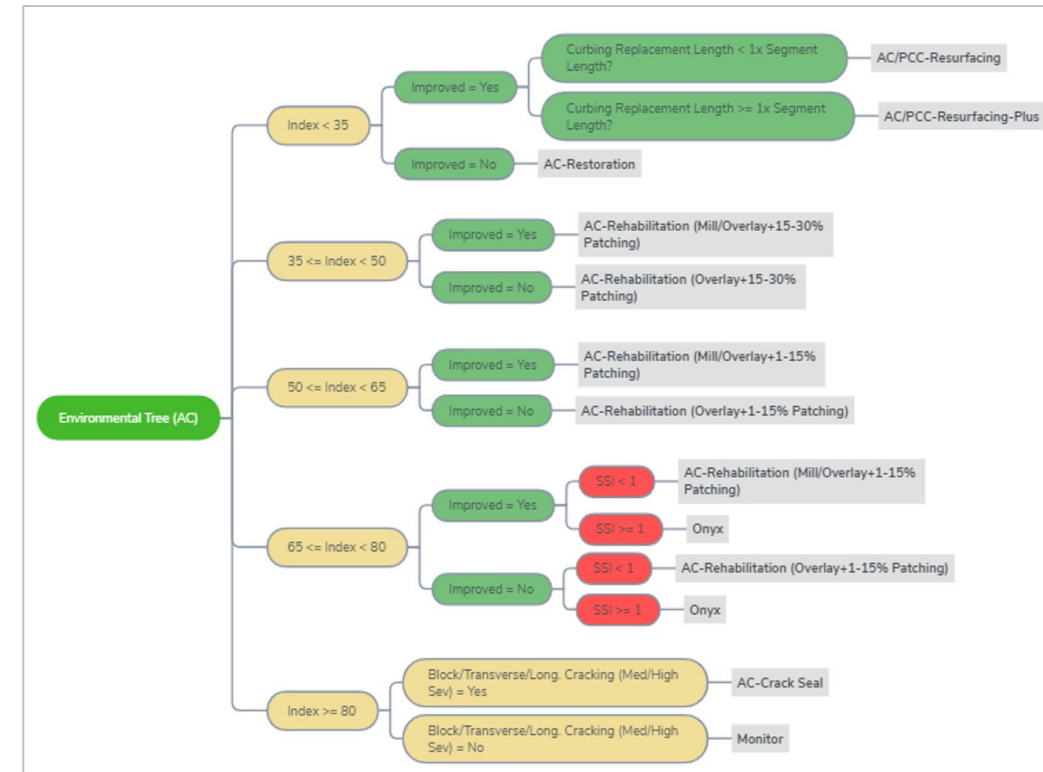 Curbing Replacement Length < 1x Segment
Length?
AC/PCC-Resurfacing
Improved = Yes
Curbing Replacement Length >= 1x Segment
Length?
AC/PCC-Resurfacing-Plus
Index < 35
Improved = No
AC-Restoration
Improved = Yes
AC-Rehabilitation (Mill/Overlay+15-30%
Patching)
35 <= Index < 50
Improved = No
AC-Rehabilitation (Overlay+15-30%
Patching)
Improved = Yes
AC-Rehabilitation (Mill/Overlay+1-15%
Patching)
50 <= Index < 65
Improved = No
AC-Rehabilitation (Overlay+1-15% Patching)
Environmental Tree (AC)
SSI < 1
AC-Rehabilitation (Mill/Overlay+1-15%
Patching)
Improved = Yes
SSI >= 1
Onyx
65 <= Index < 80
SSI < 1
AC-Rehabilitation (Overlay+1-15% Patching)
Improved = No
SSI >= 1
Onyx
Block/Transverse/Long. Cracking (Med/High
Sev) = Yes
AC-Crack Seal
Index >= 80
Block/Transverse/Long. Cracking (Med/High
Sev) = No
Monitor